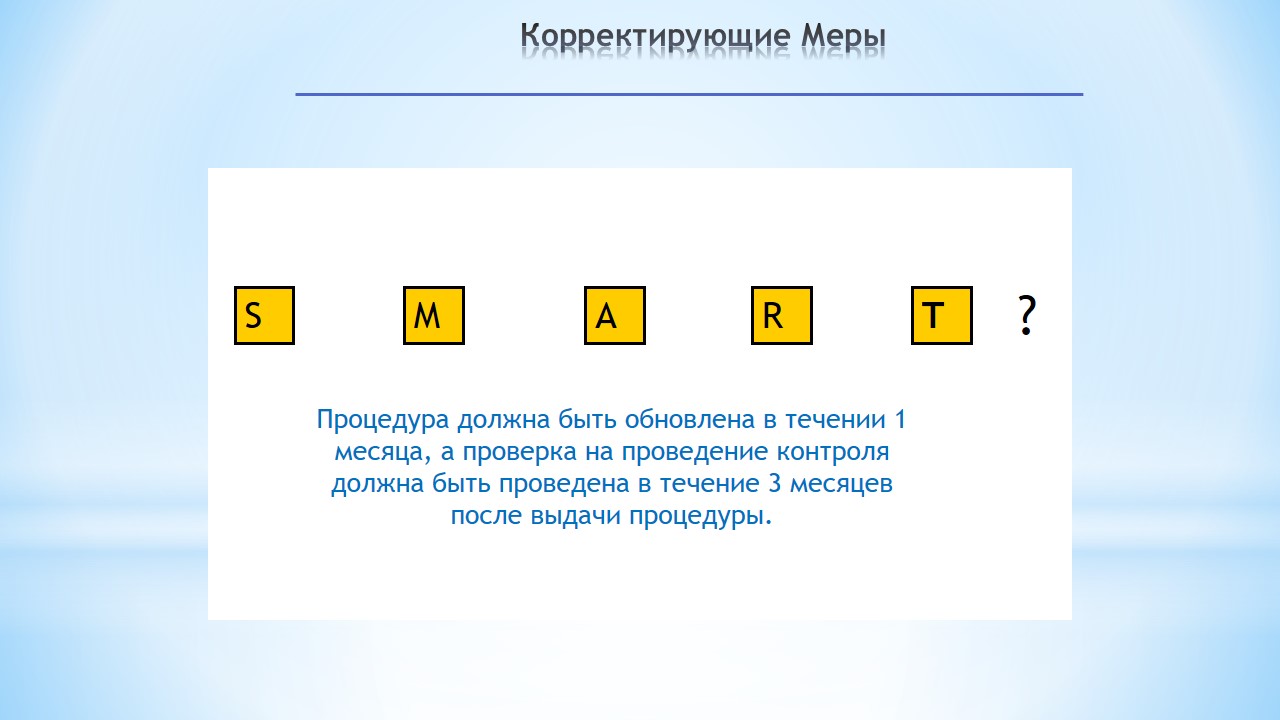 Корректирующие Меры
S M A R T ?
Процедура должна быть обновлена в течении 1
месяца, а проверка на проведение контроля
должна быть проведена в течение 3 месяцев
после выдачи процедуры.